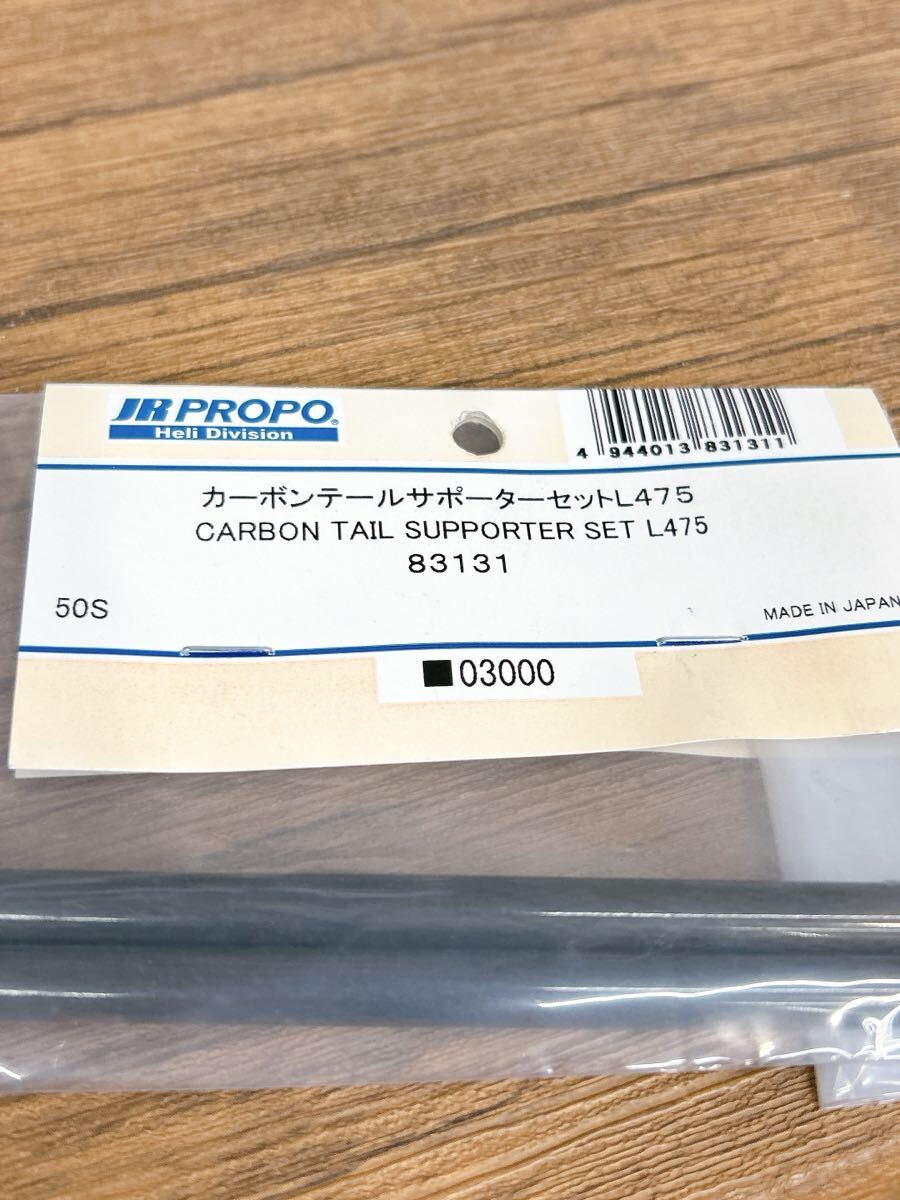 JR PROPO®
Heli Division
4 944013 831311
カーボンテールサポーターセットL475
CARBON TAIL SUPPORTER SET L475
83131
50S
MADE IN JAPAN
■03000